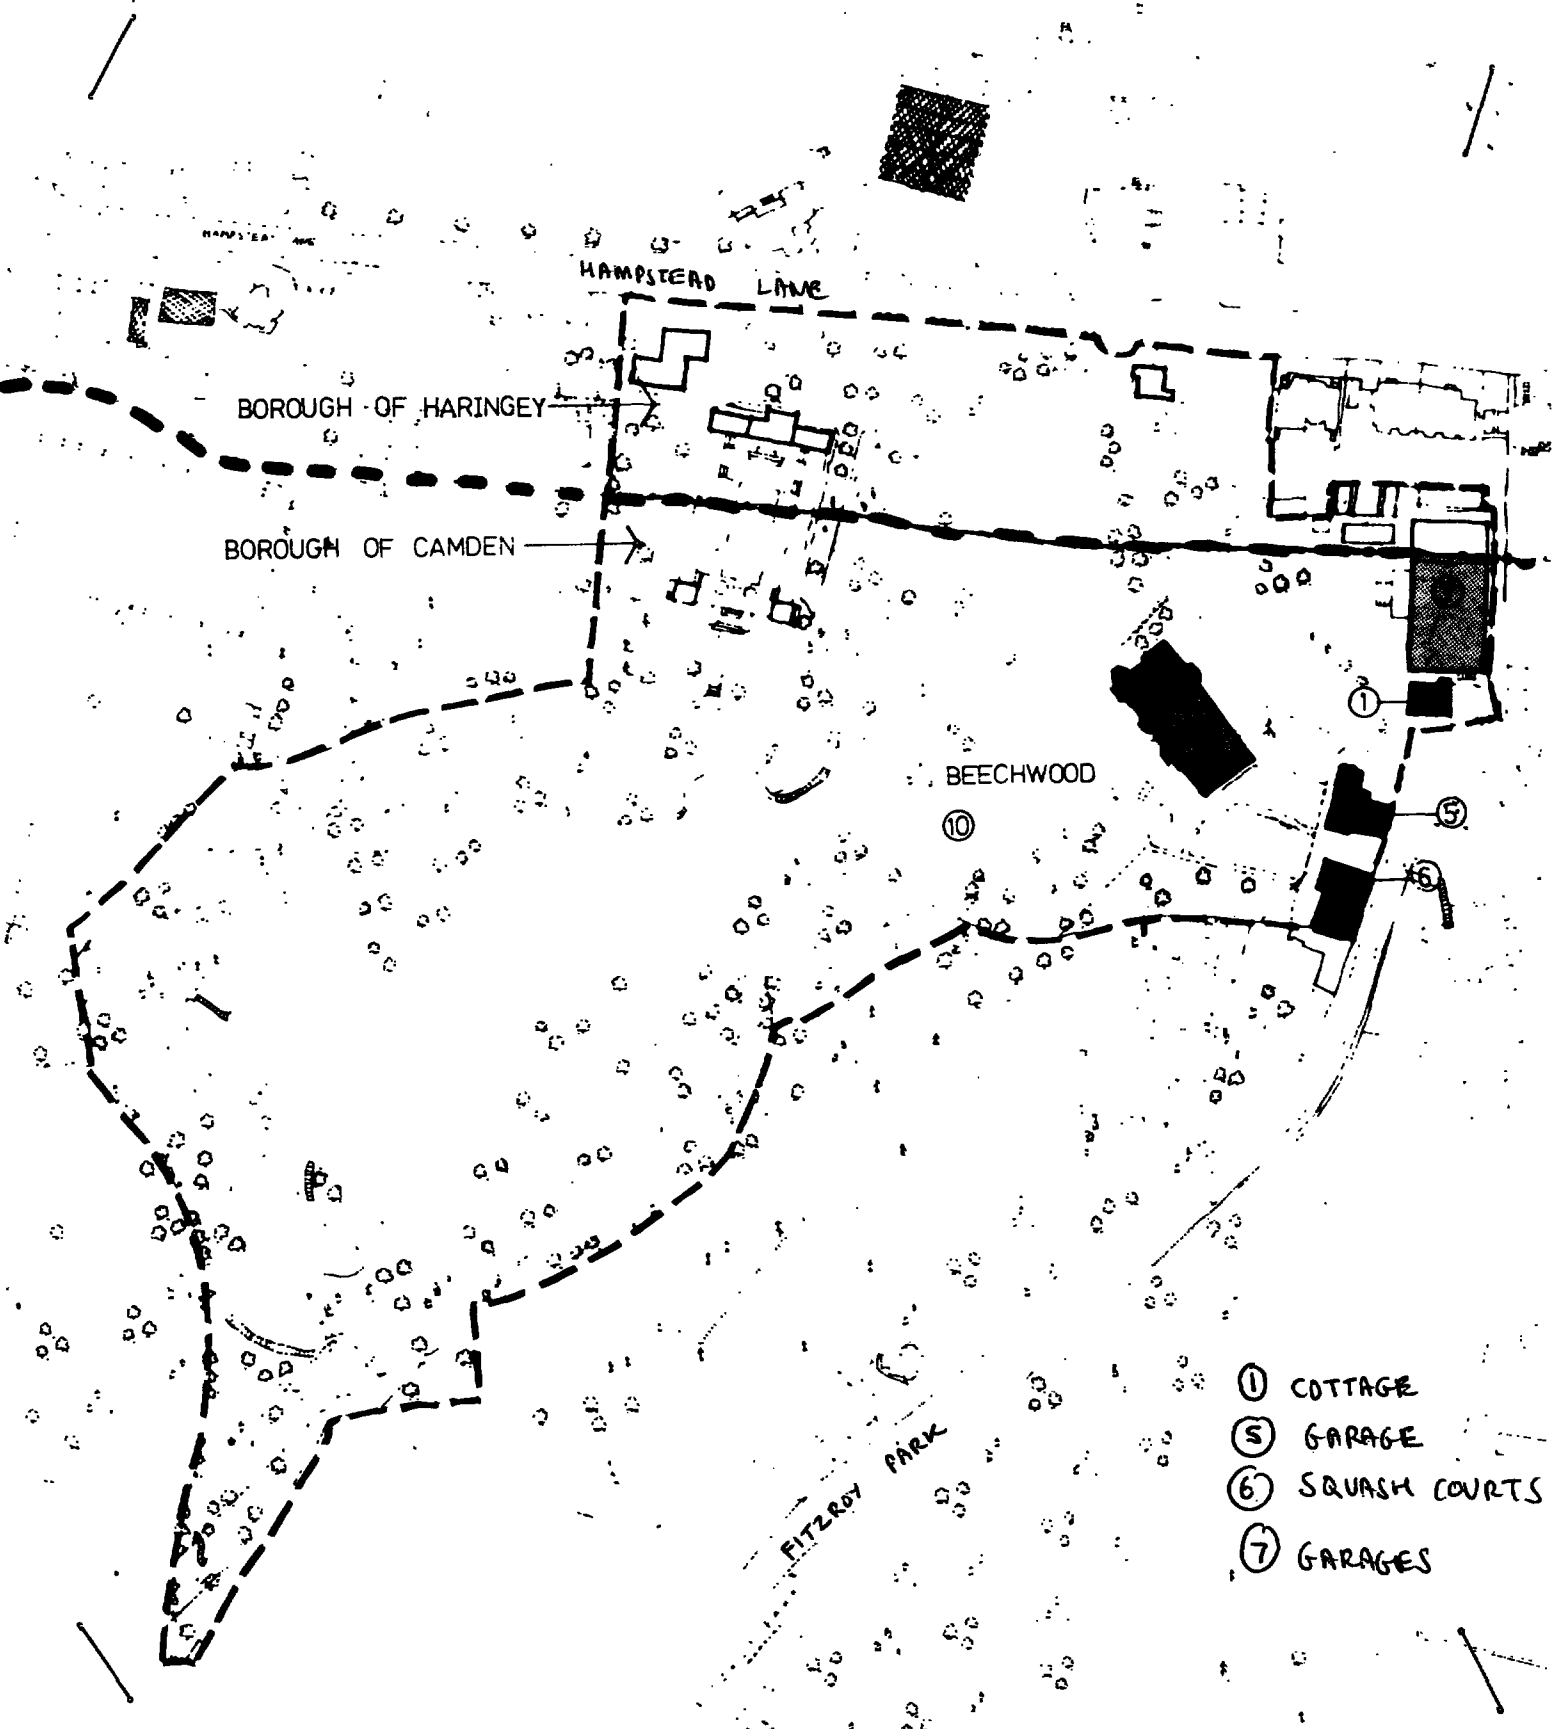 HAMPSTEAD LANE
BOROUGH OF HARINGEY
BOROUGH OF CAMDEN
1
BEECHWOOD
10
5
6
1 COTTAGE
5 GARAGE
6 SQUASH COURTS
7 GARAGES
FITZROY PARK